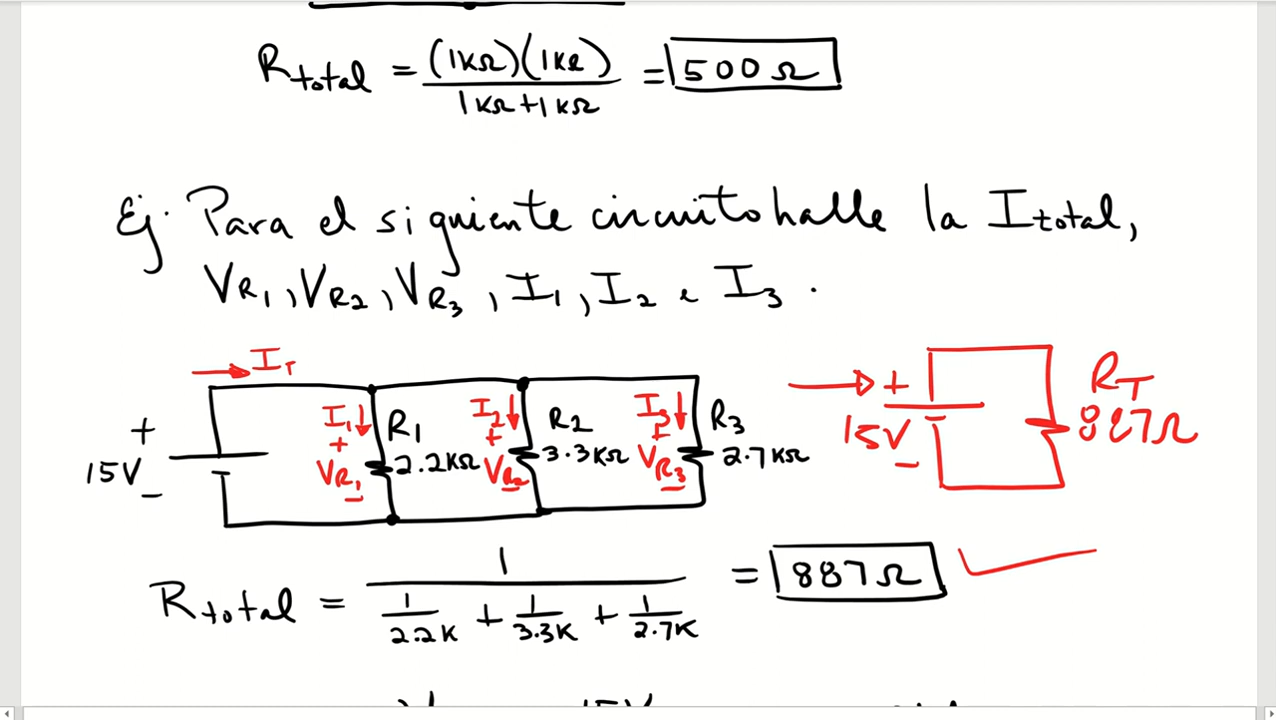 Rtotal = (1KΩ)(1KΩ) / 1KΩ+1KΩ = 500Ω
Ej: Para el siguiente circuito halle la Itotal,
VR1, VR2, VR3, I1, I2 e I3.
IT
+
15V
-
I1
+
VR1
-
R1
2.2KΩ
I2
+
VR2
-
R2
3.3KΩ
I3
+
VR3
-
R3
2.7KΩ
+
15V
-
RT
887Ω
Rtotal = 1 / 1/2.2K + 1/3.3K + 1/2.7K = 887Ω
15V